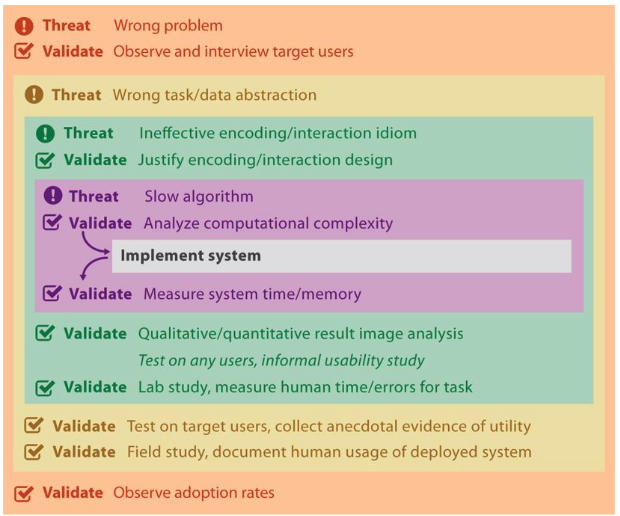 Threat Wrong problem
Validate Observe and interview target users
Threat Wrong task/data abstraction
Threat Ineffective encoding/interaction idiom
Validate Justify encoding/interaction design
Threat Slow algorithm
Validate Analyze computational complexity
Implement system
Validate Measure system time/memory
Validate Qualitative/quantitative result image analysis
Test on any users, informal usability study
Validate Lab study, measure human time/errors for task
Validate Test on target users, collect anecdotal evidence of utility
Validate Field study, document human usage of deployed system
Validate Observe adoption rates